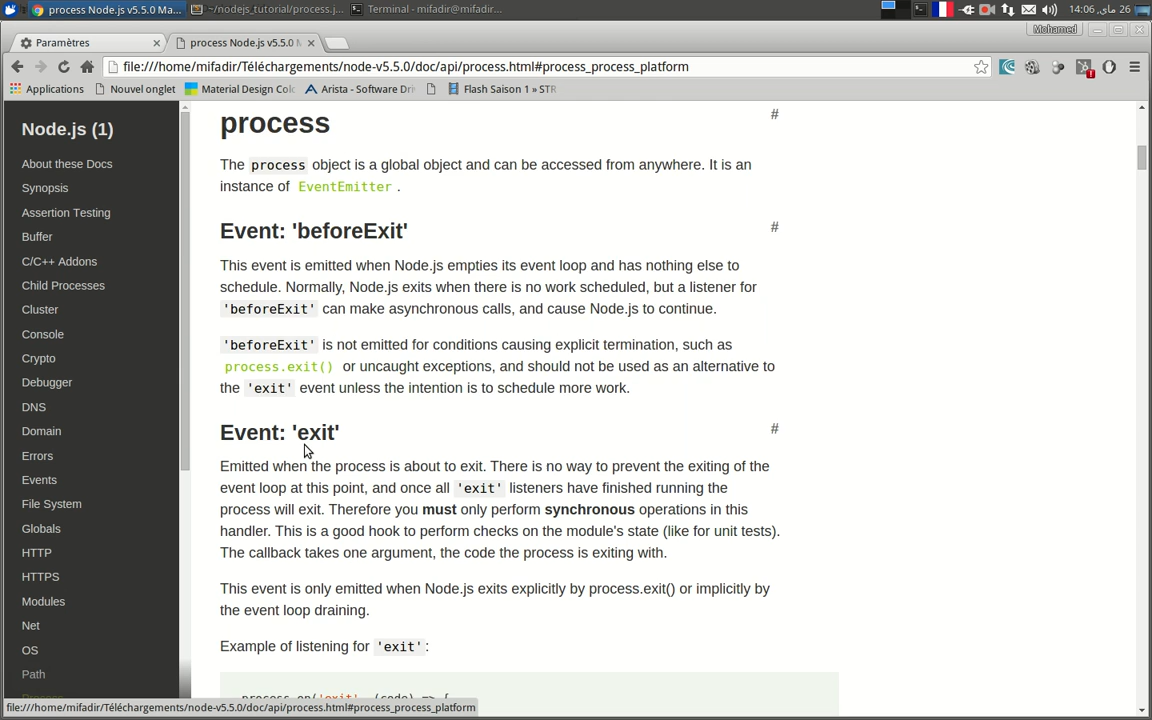 process Node.js v5.5.0 Ma...
~/nodejs_tutorial/process.j...
Terminal - mifadir@mifadir...
26 ماي, 14:06
Mohamed
Paramètres
process Node.js v5.5.0 M
file:///home/mifadir/Téléchargements/node-v5.5.0/doc/api/process.html#process_process_platform
Applications
Nouvel onglet
Material Design Colo
Arista - Software Dri
Flash Saison 1 » STR
Node.js (1)
About these Docs
Synopsis
Assertion Testing
Buffer
C/C++ Addons
Child Processes
Cluster
Console
Crypto
Debugger
DNS
Domain
Errors
Events
File System
Globals
HTTP
HTTPS
Modules
Net
OS
Path
Process
process #
The process object is a global object and can be accessed from anywhere. It is an
instance of EventEmitter .
Event: 'beforeExit' #
This event is emitted when Node.js empties its event loop and has nothing else to
schedule. Normally, Node.js exits when there is no work scheduled, but a listener for
'beforeExit' can make asynchronous calls, and cause Node.js to continue.
'beforeExit' is not emitted for conditions causing explicit termination, such as
process.exit() or uncaught exceptions, and should not be used as an alternative to
the 'exit' event unless the intention is to schedule more work.
Event: 'exit' #
Emitted when the process is about to exit. There is no way to prevent the exiting of the
event loop at this point, and once all 'exit' listeners have finished running the
process will exit. Therefore you must only perform synchronous operations in this
handler. This is a good hook to perform checks on the module's state (like for unit tests).
The callback takes one argument, the code the process is exiting with.
This event is only emitted when Node.js exits explicitly by process.exit() or implicitly by
the event loop draining.
Example of listening for 'exit':
process.on('exit', (code) => {
file:///home/mifadir/Téléchargements/node-v5.5.0/doc/api/process.html#process_process_platform